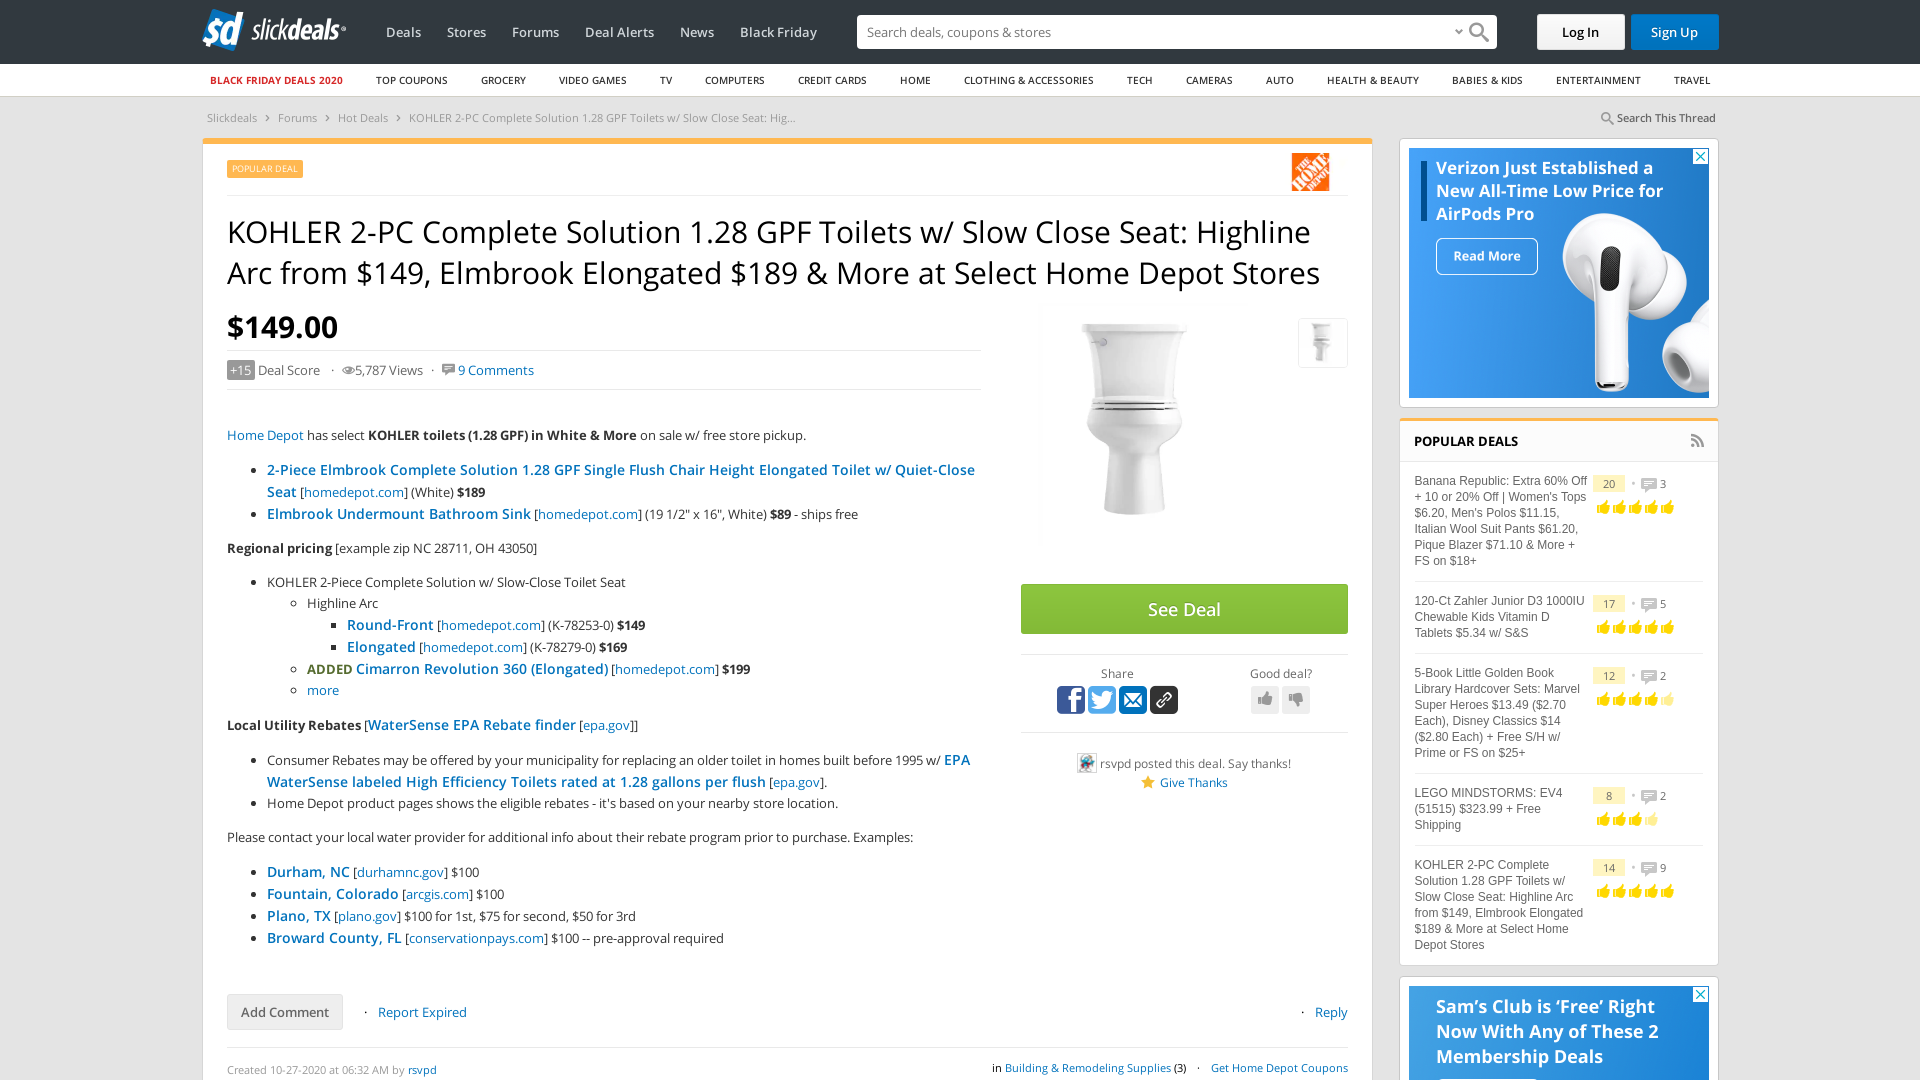 slickdeals
Deals Stores Forums Deal Alerts News Black Friday
Search deals, coupons & stores
Log In Sign Up
BLACK FRIDAY DEALS 2020 TOP COUPONS GROCERY VIDEO GAMES TV COMPUTERS CREDIT CARDS HOME CLOTHING & ACCESSORIES TECH CAMERAS AUTO HEALTH & BEAUTY BABIES & KIDS ENTERTAINMENT TRAVEL
Slickdeals › Forums › Hot Deals › KOHLER 2-PC Complete Solution 1.28 GPF Toilets w/ Slow Close Seat: Hig...
Search This Thread
POPULAR DEAL
THE HOME DEPOT
KOHLER 2-PC Complete Solution 1.28 GPF Toilets w/ Slow Close Seat: Highline
Arc from $149, Elmbrook Elongated $189 & More at Select Home Depot Stores
$149.00
+15 Deal Score · 5,787 Views · 9 Comments
Home Depot has select KOHLER toilets (1.28 GPF) in White & More on sale w/ free store pickup.
2-Piece Elmbrook Complete Solution 1.28 GPF Single Flush Chair Height Elongated Toilet w/ Quiet-Close
Seat [homedepot.com] (White) $189
Elmbrook Undermount Bathroom Sink [homedepot.com] (19 1/2" x 16", White) $89 - ships free
Regional pricing [example zip NC 28711, OH 43050]
KOHLER 2-Piece Complete Solution w/ Slow-Close Toilet Seat
Highline Arc
Round-Front [homedepot.com] (K-78253-0) $149
Elongated [homedepot.com] (K-78279-0) $169
ADDED Cimarron Revolution 360 (Elongated) [homedepot.com] $199
more
Local Utility Rebates [WaterSense EPA Rebate finder [epa.gov]]
Consumer Rebates may be offered by your municipality for replacing an older toilet in homes built before 1995 w/ EPA
WaterSense labeled High Efficiency Toilets rated at 1.28 gallons per flush [epa.gov].
Home Depot product pages shows the eligible rebates - it's based on your nearby store location.
Please contact your local water provider for additional info about their rebate program prior to purchase. Examples:
Durham, NC [durhamnc.gov] $100
Fountain, Colorado [arcgis.com] $100
Plano, TX [plano.gov] $100 for 1st, $75 for second, $50 for 3rd
Broward County, FL [conservationpays.com] $100 -- pre-approval required
See Deal
Share Good deal?
rsvpd posted this deal. Say thanks!
Give Thanks
Add Comment · Report Expired
· Reply
Created 10-27-2020 at 06:32 AM by rsvpd
in Building & Remodeling Supplies (3) · Get Home Depot Coupons
Verizon Just Established a
New All-Time Low Price for
AirPods Pro
Read More
POPULAR DEALS
Banana Republic: Extra 60% Off
+ 10 or 20% Off | Women's Tops
$6.20, Men's Polos $11.15,
Italian Wool Suit Pants $61.20,
Pique Blazer $71.10 & More +
FS on $18+
20 · 3
120-Ct Zahler Junior D3 1000IU
Chewable Kids Vitamin D
Tablets $5.34 w/ S&S
17 · 5
5-Book Little Golden Book
Library Hardcover Sets: Marvel
Super Heroes $13.49 ($2.70
Each), Disney Classics $14
($2.80 Each) + Free S/H w/
Prime or FS on $25+
12 · 2
LEGO MINDSTORMS: EV4
(51515) $323.99 + Free
Shipping
8 · 2
KOHLER 2-PC Complete
Solution 1.28 GPF Toilets w/
Slow Close Seat: Highline Arc
from $149, Elmbrook Elongated
$189 & More at Select Home
Depot Stores
14 · 9
Sam's Club is ‘Free’ Right
Now With Any of These 2
Membership Deals